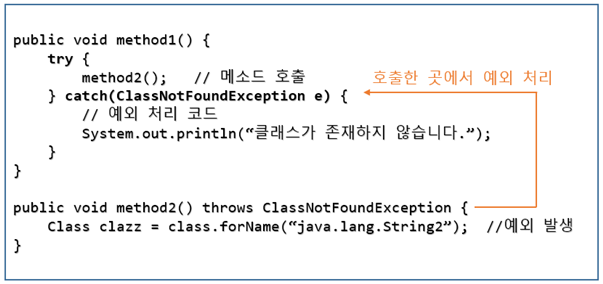 public void method1() {
try {
method2();   // 메소드 호출
} catch(ClassNotFoundException e) {
호출한 곳에서 예외 처리
// 예외 처리 코드
System.out.println(“클래스가 존재하지 않습니다.”);
}
}
public void method2() throws ClassNotFoundException {
Class clazz = class.forName(“java.lang.String2”);  //예외 발생
}